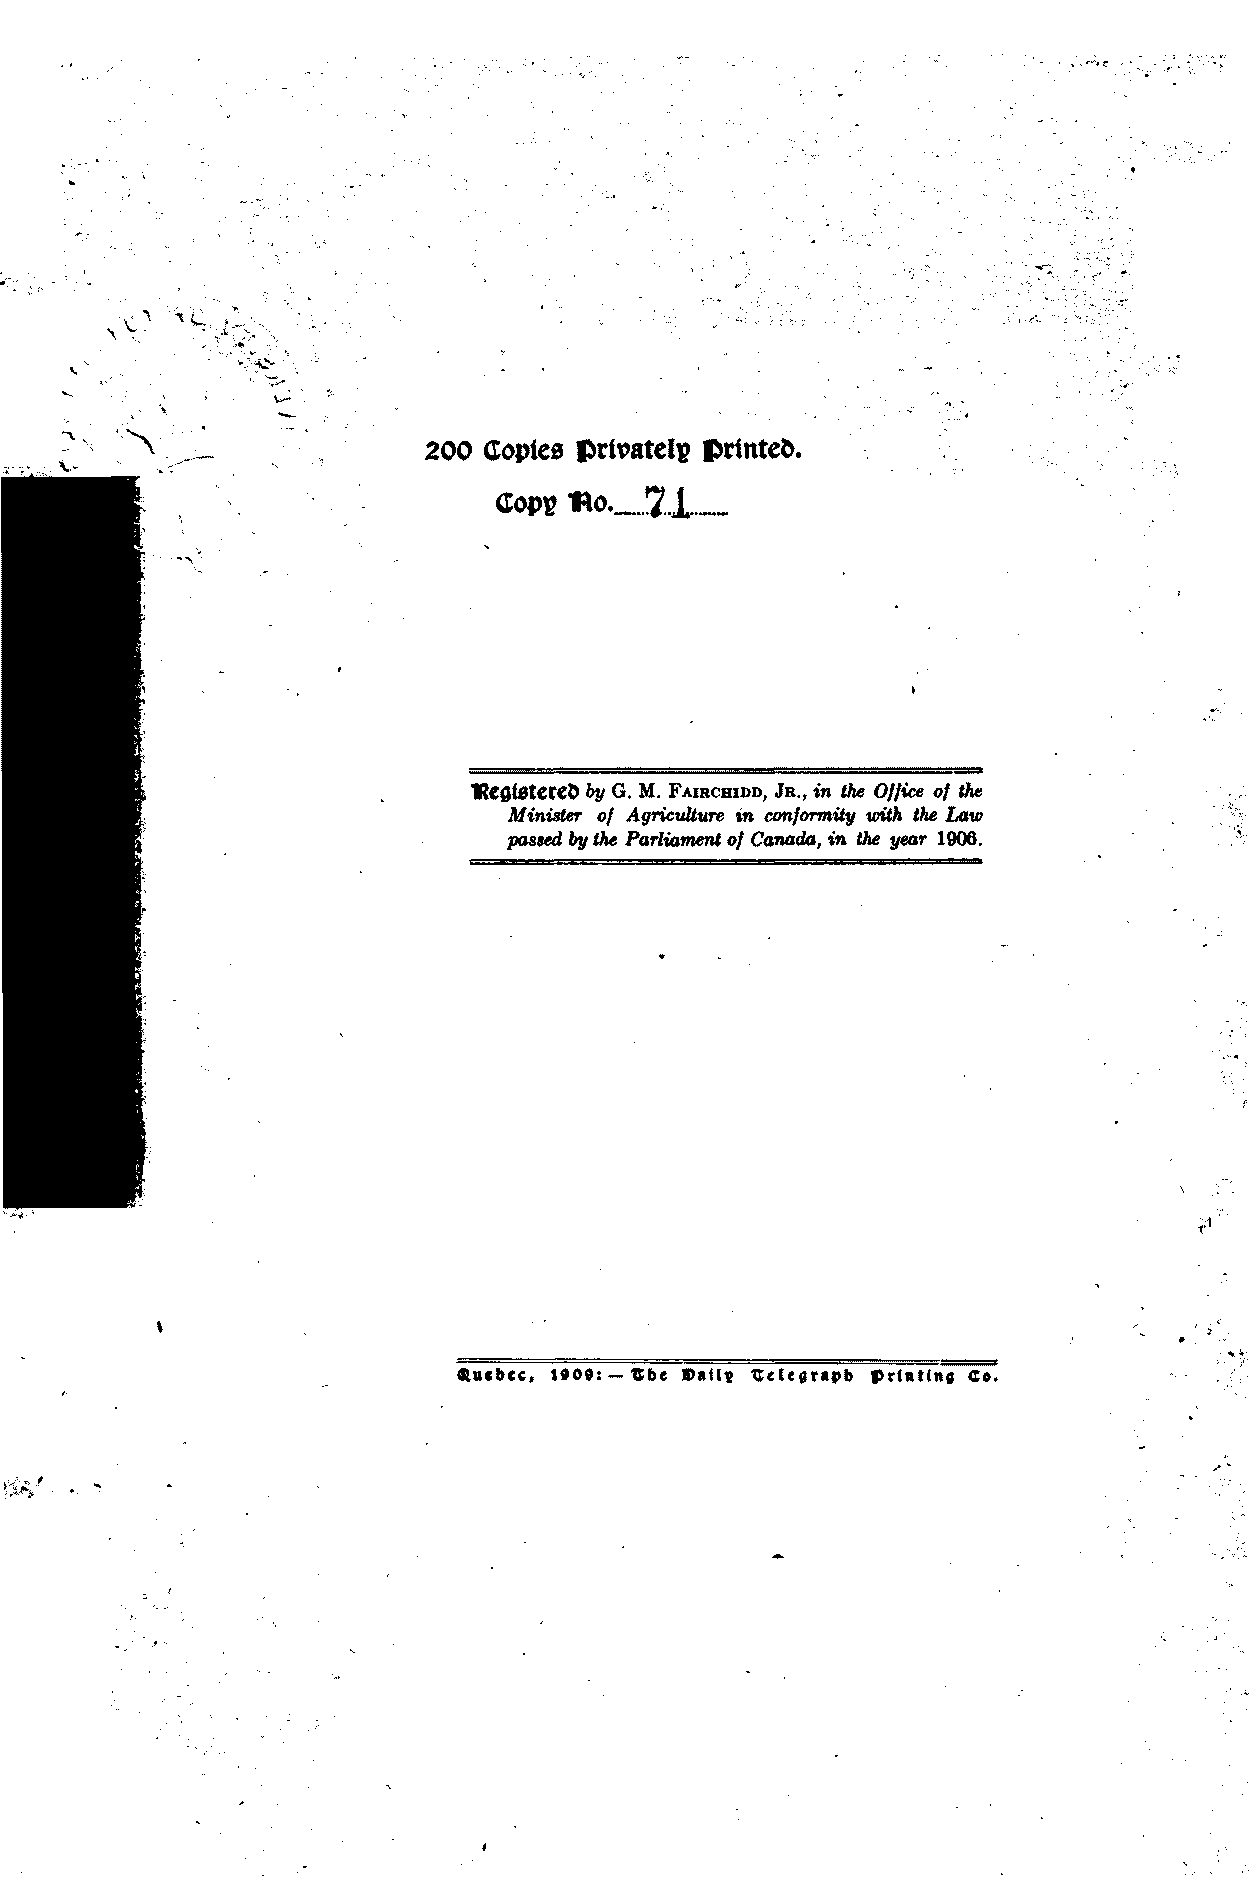 200 Copies Privately Printed.
Copy No. 71
Registered by G. M. FAIRCHIDD, JR., in the Office of the
Minister of Agriculture in conformity with the Law
passed by the Parliament of Canada, in the year 1906.
Quebec, 1909:—The Daily Telegraph Printing Co.